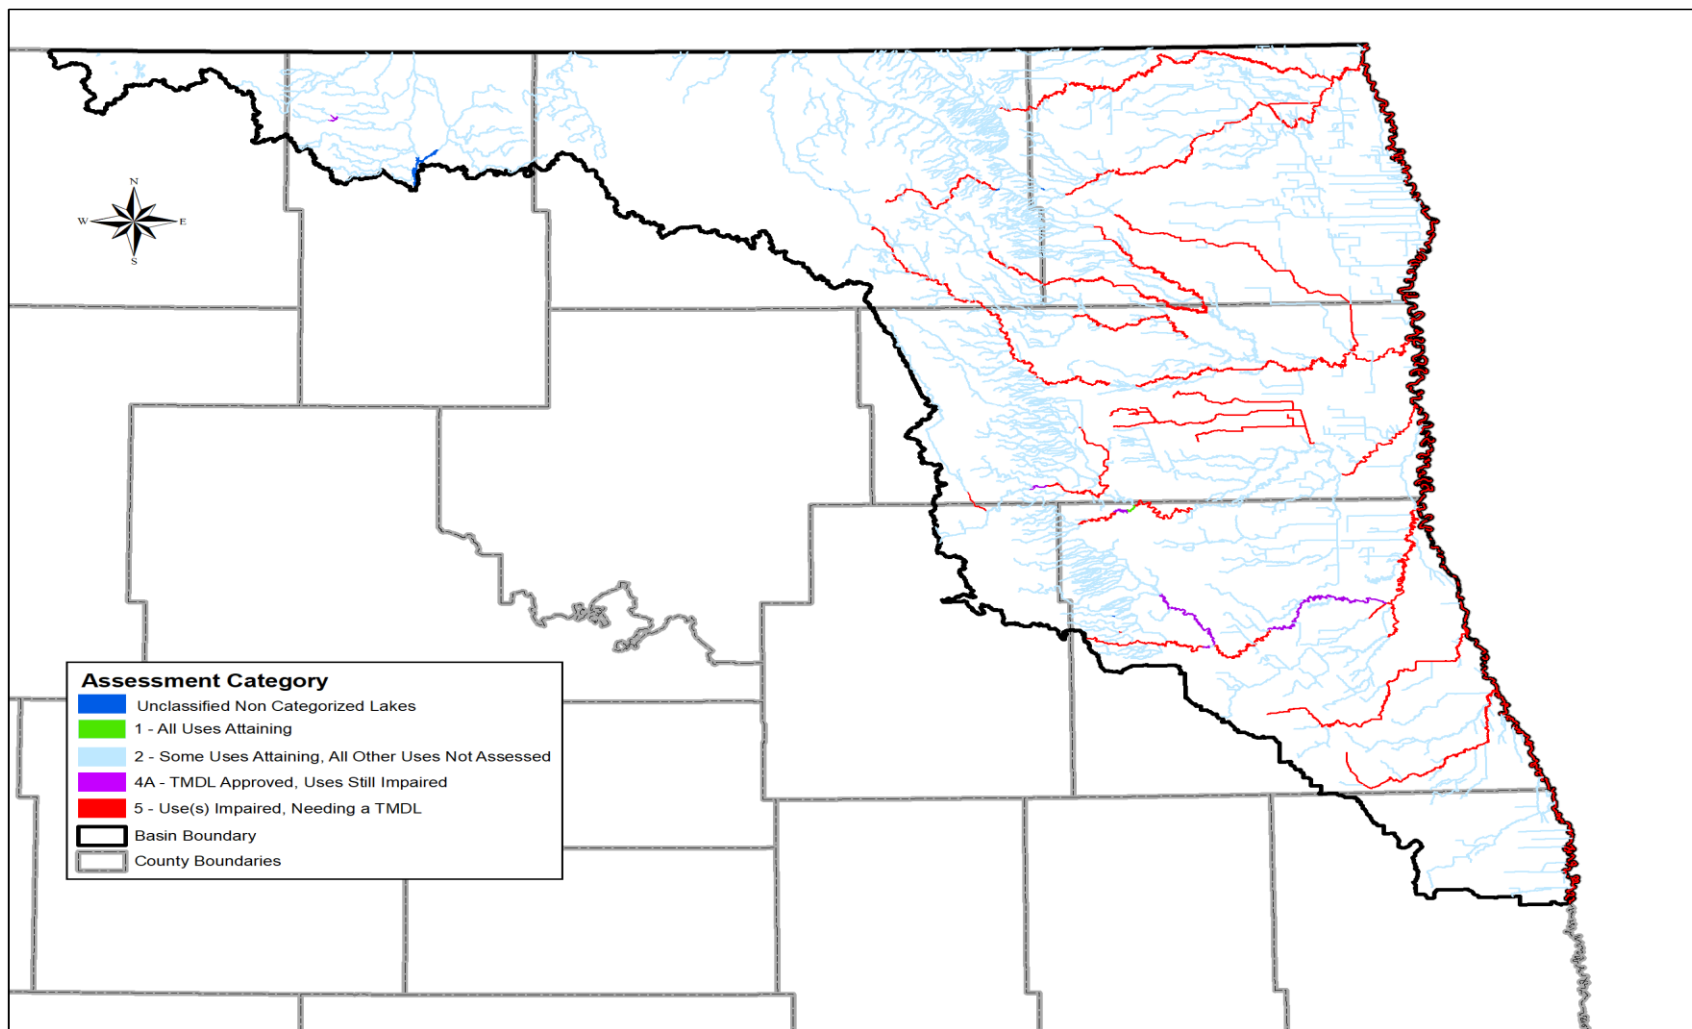 N
W
E
S
Assessment Category
Unclassified Non Categorized Lakes
1 - All Uses Attaining
2 - Some Uses Attaining, All Other Uses Not Assessed
4A - TMDL Approved, Uses Still Impaired
5 - Use(s) Impaired, Needing a TMDL
Basin Boundary
County Boundaries